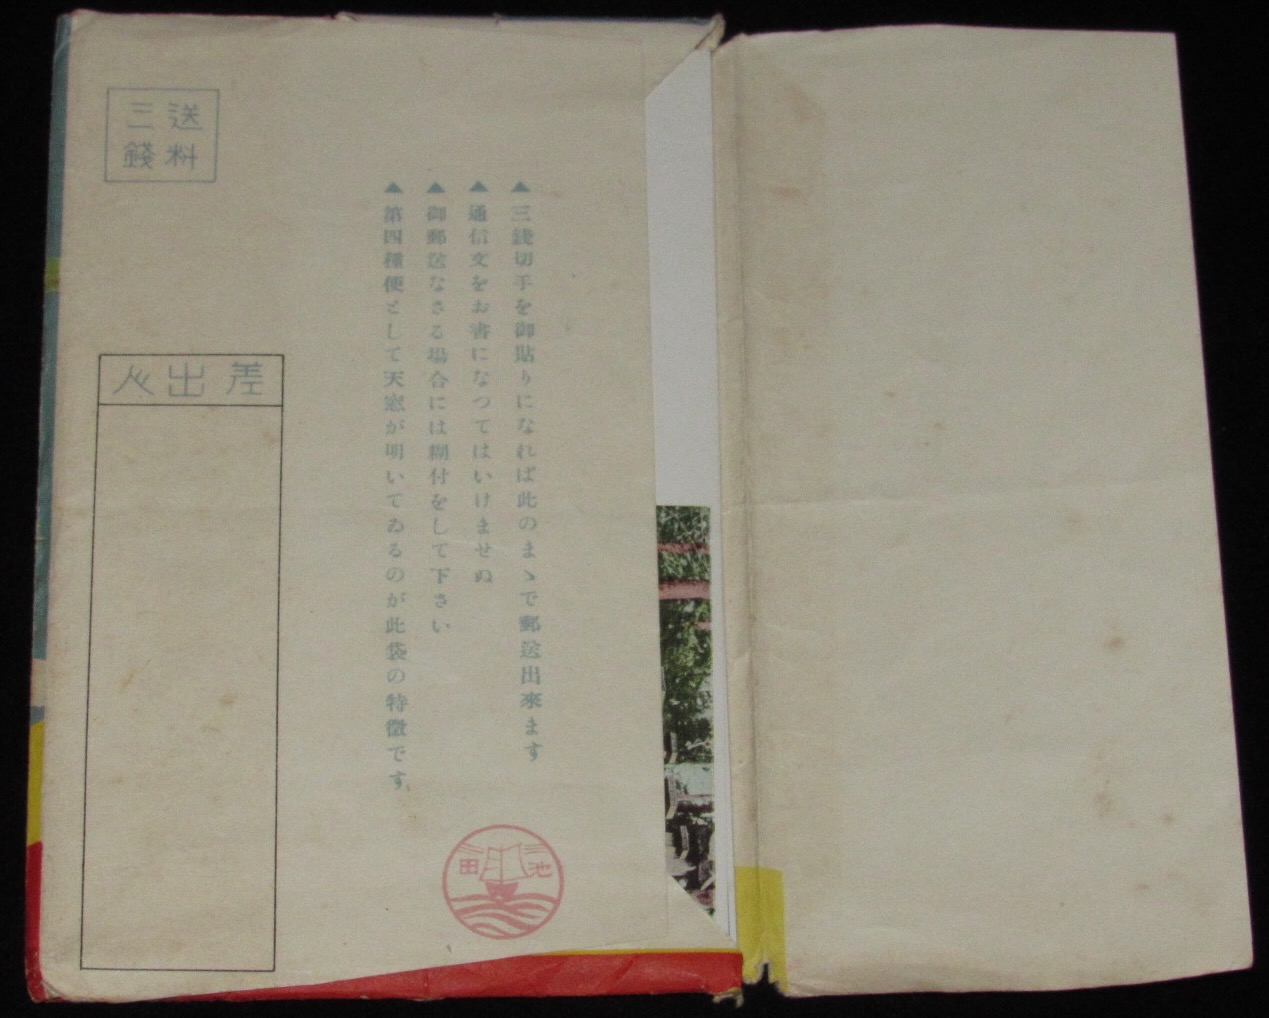 送料
三錢
▲三錢切手を御貼りになれば此のまゝで郵送出來ます
▲通信文をお書になつてはいけませぬ
▲御郵送なさる場合には糊付をして下さい
▲第四種便として天窓が明いてゐるのが此袋の特徴です。
差出人
池田